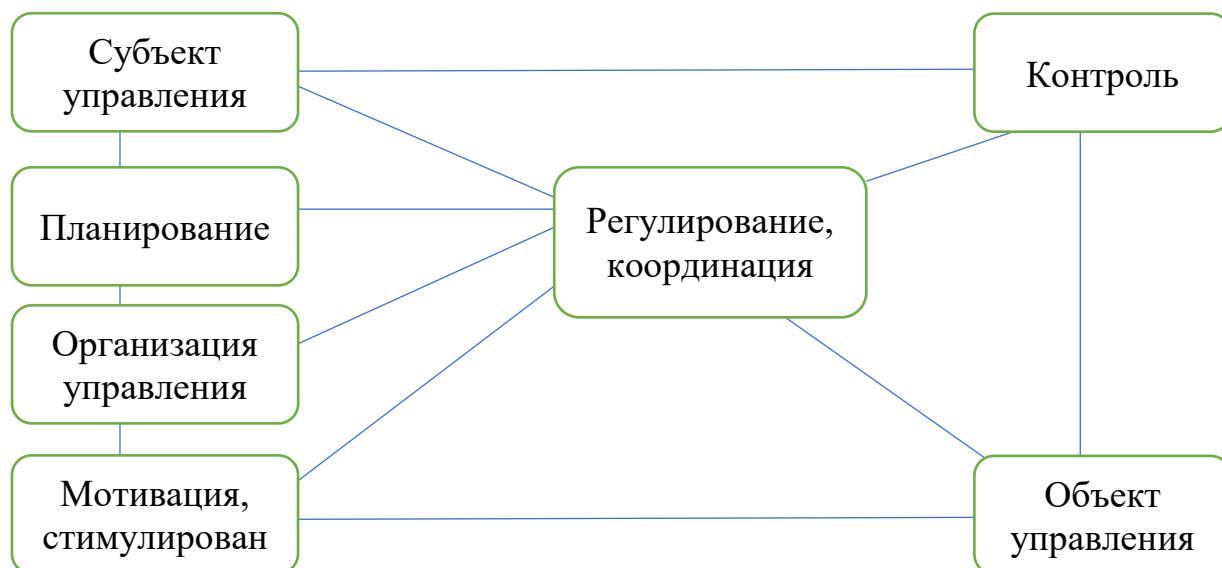 Субъект
управления
Контроль
Планирование
Регулирование,
координация
Организация
управления
Мотивация,
стимулирован
Объект
управления